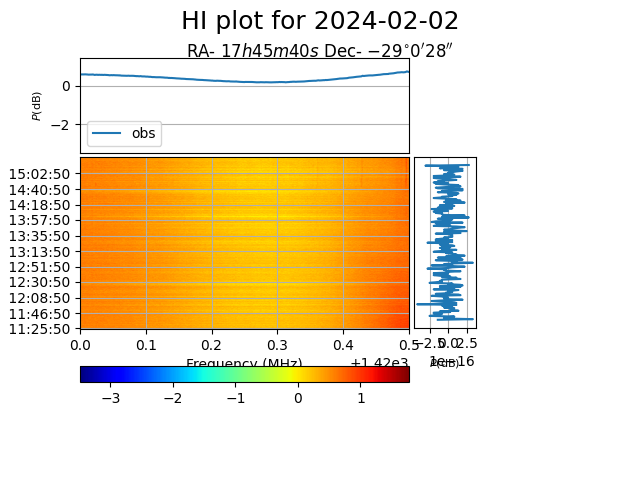 HI plot for 2024-02-02
RA- 17h45m40s Dec- −29°0′28″
P(dB)
0
−2
obs
15:02:50
14:40:50
14:18:50
13:57:50
13:35:50
13:13:50
12:51:50
12:30:50
12:08:50
11:46:50
11:25:50
0.0 0.1 0.2 0.3 0.4 0.5
Frequency (MHz) +1.42e3
−2.5 0.0 2.5
1e−16
P(dB)
−3 −2 −1 0 1